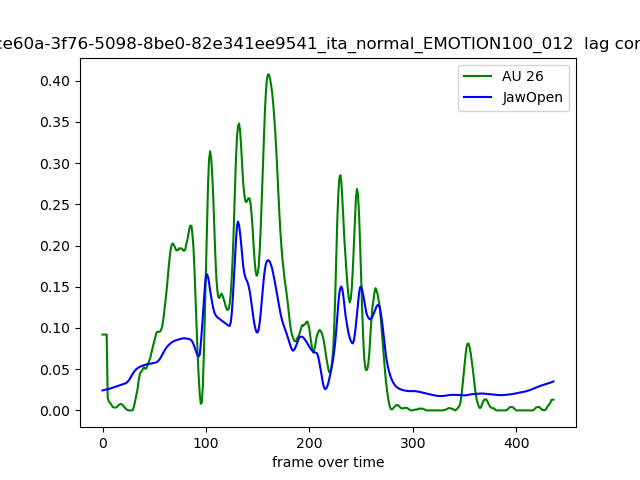 ce60a-3f76-5098-8be0-82e341ee9541_ita_normal_EMOTION100_012 lag cor
AU 26
JawOpen
0.40
0.35
0.30
0.25
0.20
0.15
0.10
0.05
0.00
0 100 200 300 400
frame over time